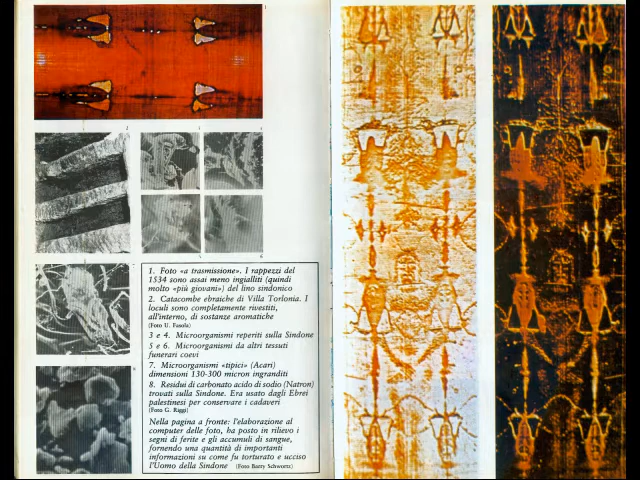 1. Foto «a trasmissione». I rappezzi del
1534 sono assai meno ingialliti (quindi
molto «più giovani») del lino sindonico
2. Catacombe ebraiche di Villa Torlonia. I
loculi sono completamente rivestiti,
all'interno, di sostanze aromatiche
(Foto U. Fasola)
3 e 4. Microorganismi reperiti sulla Sindone
5 e 6. Microorganismi da altri tessuti
funerari coevi
7. Microorganismi «tipici» (Acari)
dimensioni 130-300 micron ingranditi
8. Residui di carbonato acido di sodio (Natron)
trovati sulla Sindone. Era usato dagli Ebrei
palestinesi per conservare i cadaveri
(Foto G. Riggi)
Nella pagina a fronte: l'elaborazione al
computer delle foto, ha posto in rilievo i
segni di ferite e gli accumuli di sangue,
fornendo una quantità di importanti
informazioni su come fu torturato e ucciso
l'Uomo della Sindone (Foto Barry Schwortz)